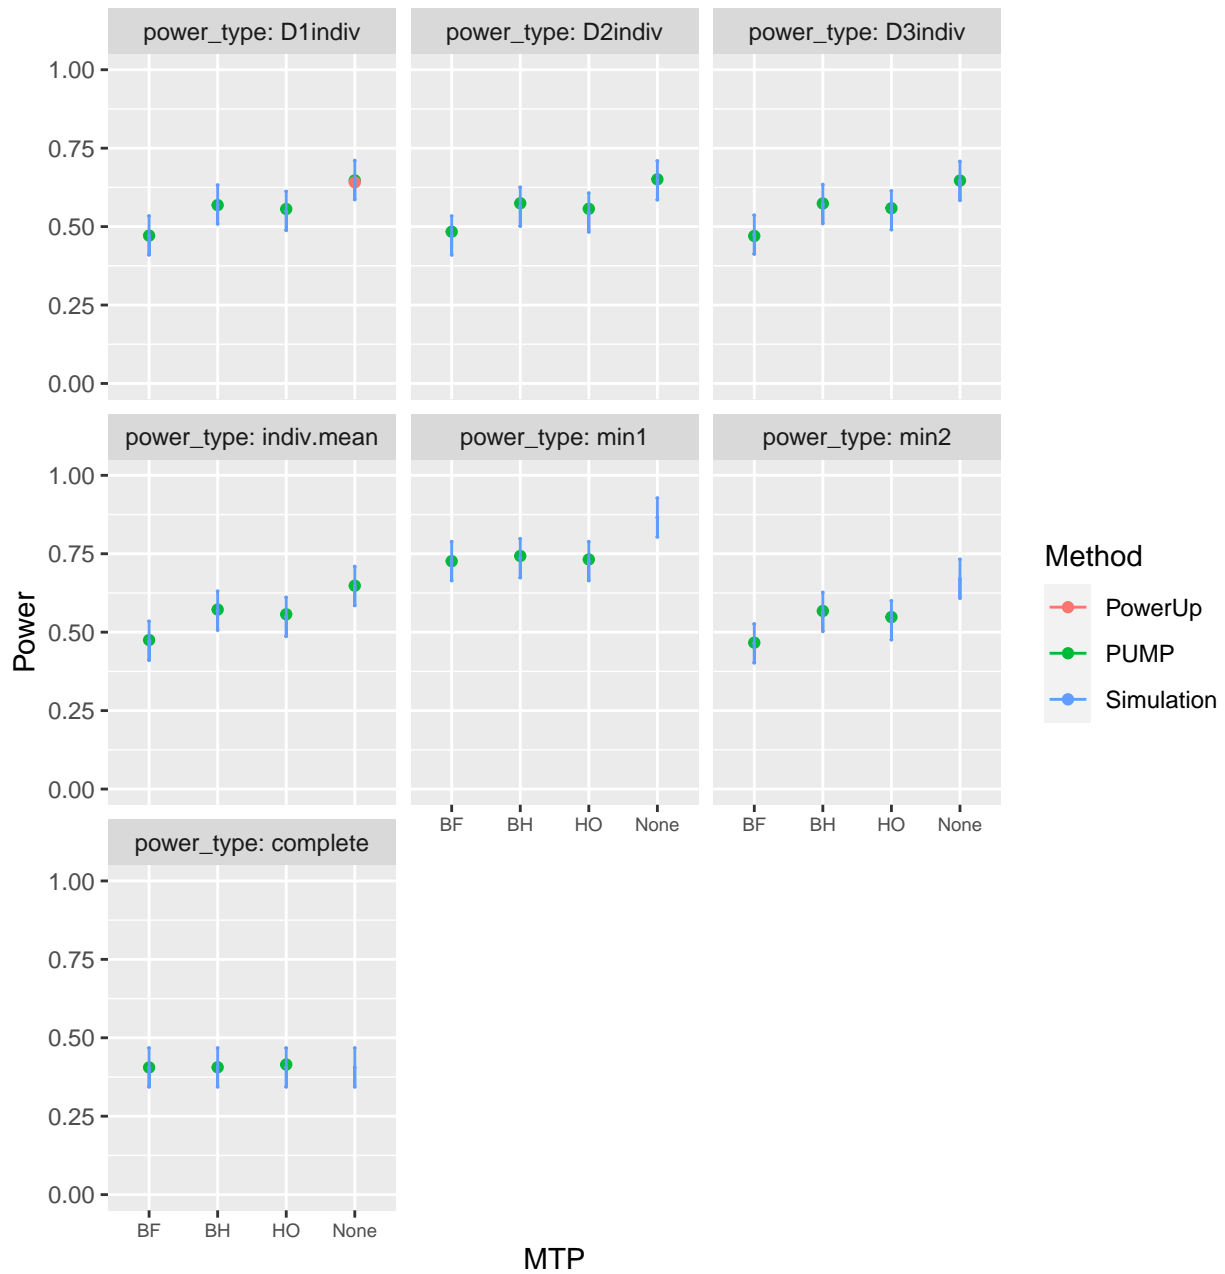 power_type: D1indiv
power_type: D2indiv
power_type: D3indiv
1.00
0.75
0.50
0.25
0.00
power_type: indiv.mean
power_type: min1
power_type: min2
1.00
0.75
0.50
0.25
0.00
BF BH HO None
BF BH HO None
power_type: complete
1.00
0.75
0.50
0.25
0.00
BF BH HO None
MTP
Power
Method
PowerUp
PUMP
Simulation